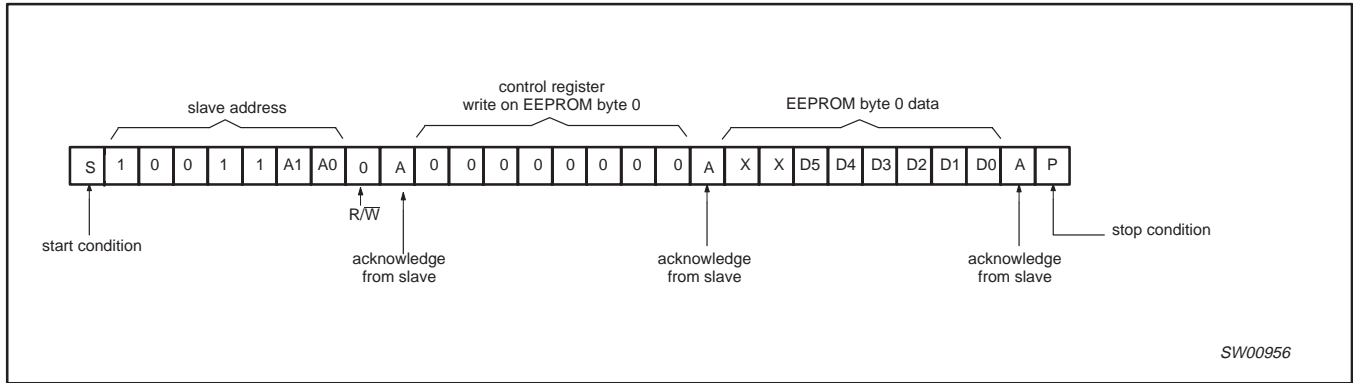 control register
slave address write on EEPROM byte 0 EEPROM byte 0 data
S 1 0 0 1 1 A1 A0 0 A 0 0 0 0 0 0 0 0 A X X D5 D4 D3 D2 D1 D0 A P
R/W̅
start condition stop condition
acknowledge acknowledge acknowledge
from slave from slave from slave
SW00956